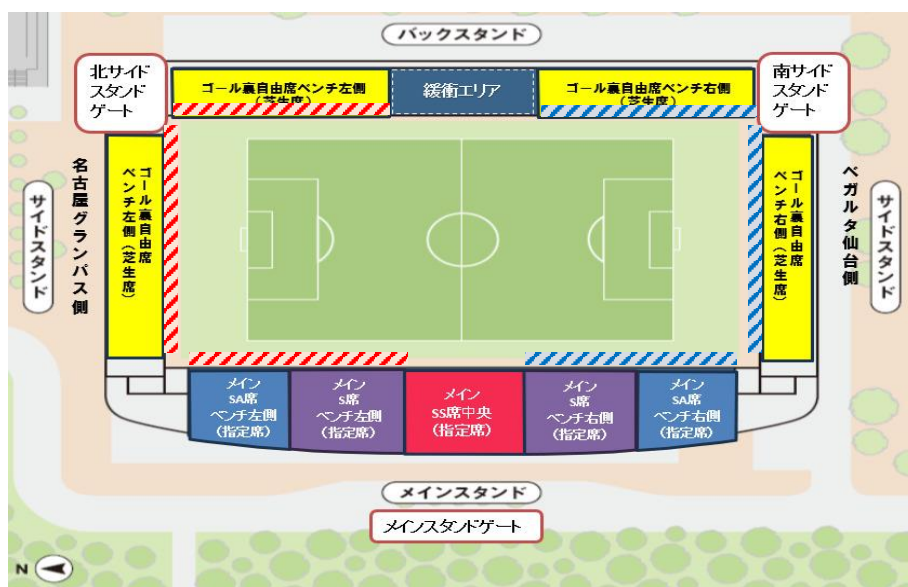 バックスタンド
北サイド
スタンド
ゲート
ゴール裏自由席ベンチ左側
(芝生席)
緩衝エリア
ゴール裏自由席ベンチ右側
(芝生席)
南サイド
スタンド
ゲート
サイドスタンド
名古屋グランパス側
ゴール裏自由席
ベンチ左側(芝生席)
ゴール裏自由席
ベンチ右側(芝生席)
ベガルタ仙台側
サイドスタンド
メイン
SA席
ベンチ左側
(指定席)
メイン
S席
ベンチ左側
(指定席)
メイン
SS席中央
(指定席)
メイン
S席
ベンチ右側
(指定席)
メイン
SA席
ベンチ右側
(指定席)
メインスタンド
メインスタンドゲート
N